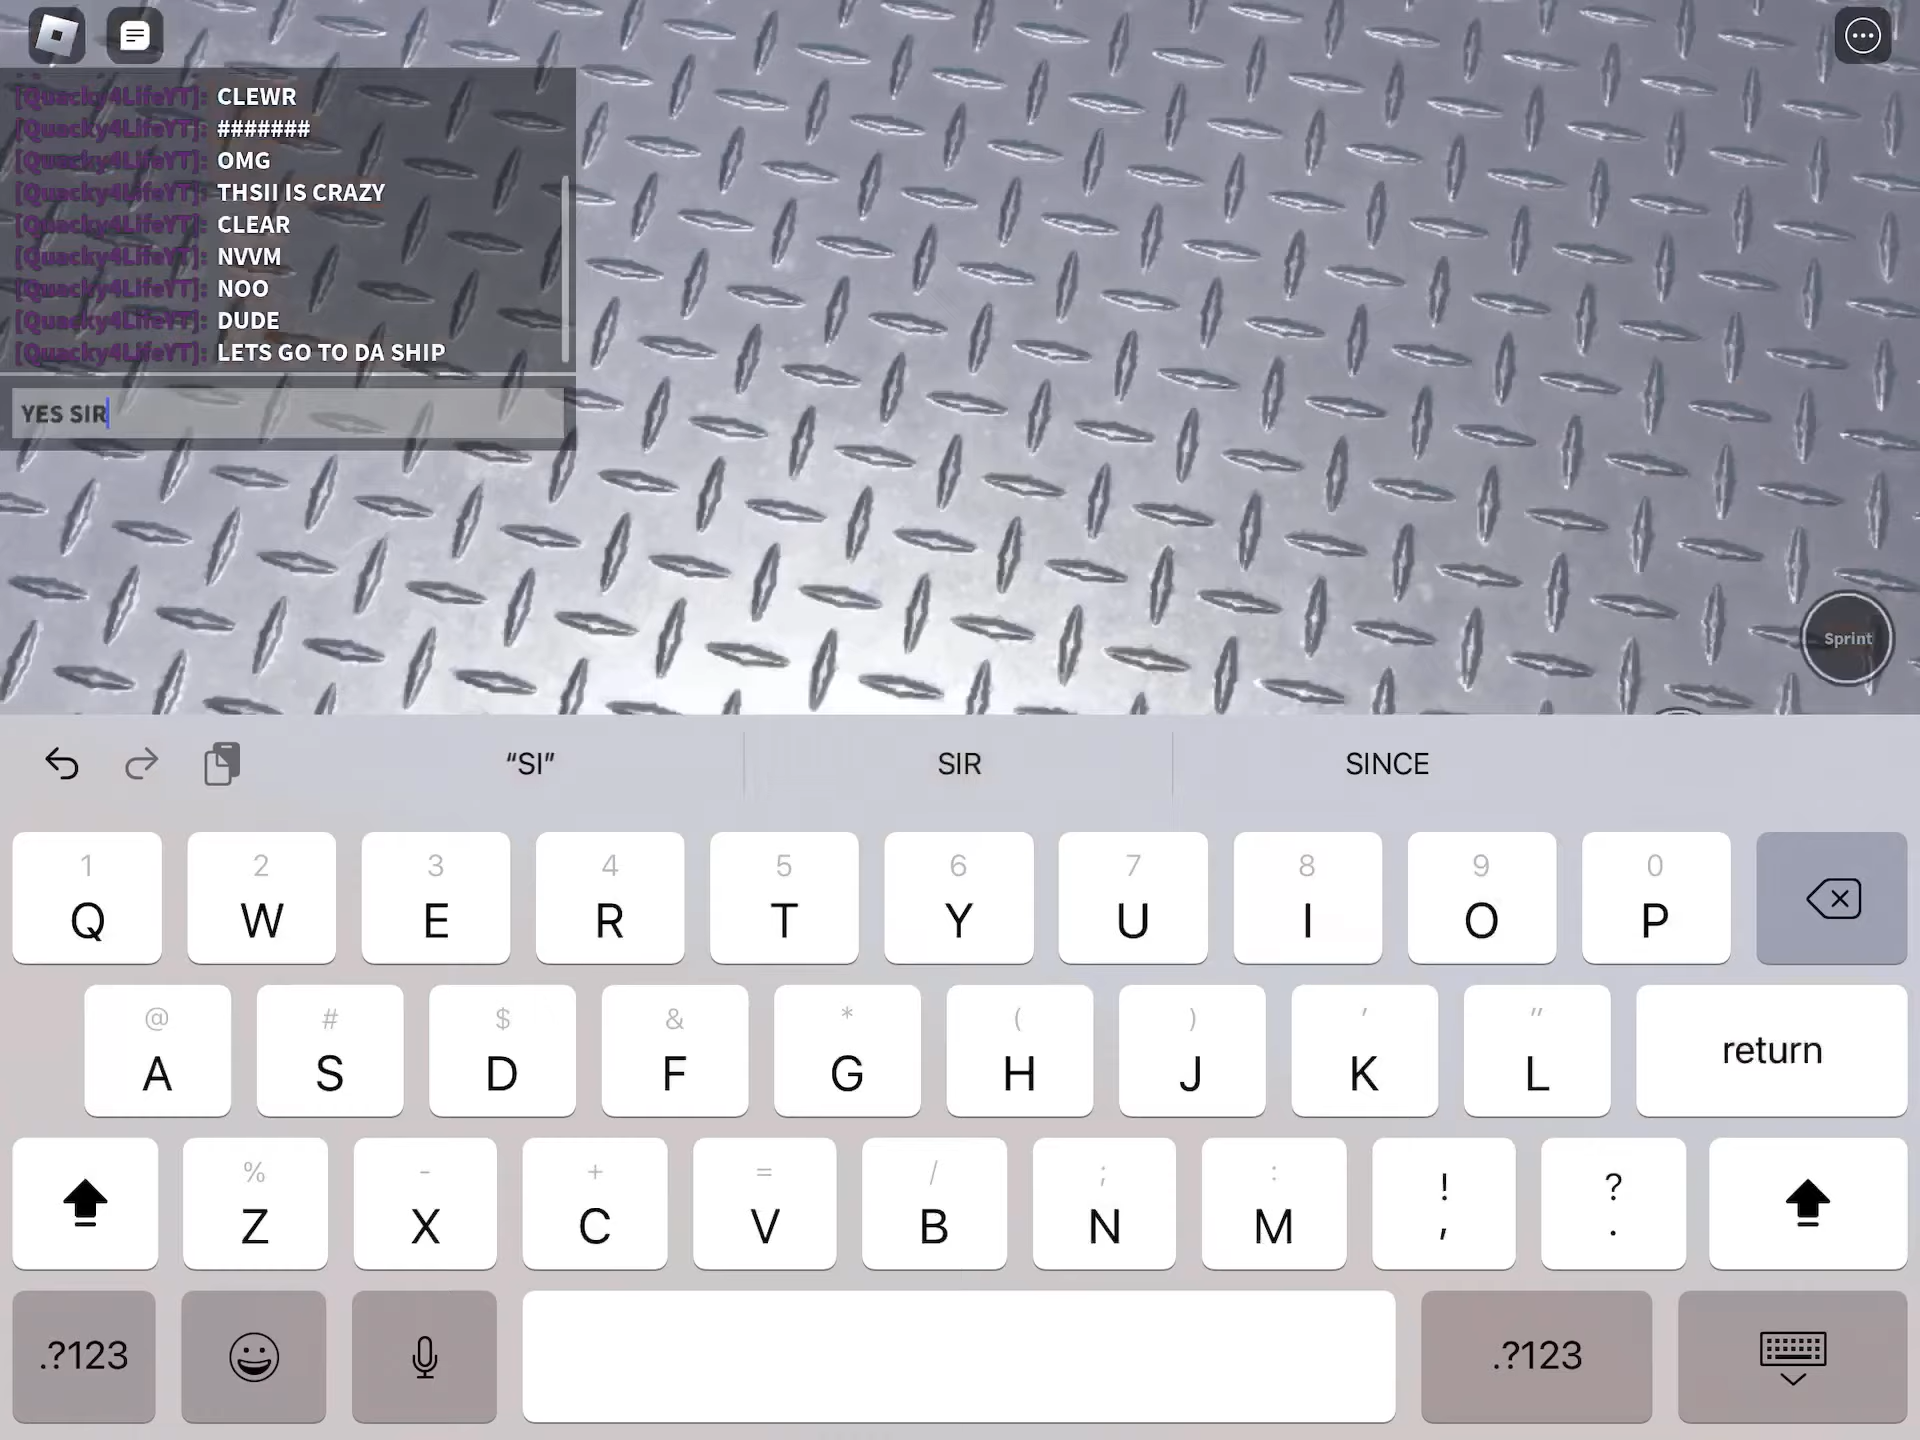 [Quacky4LifeYT]: CLEWR
[Quacky4LifeYT]: #######
[Quacky4LifeYT]: OMG
[Quacky4LifeYT]: THSII IS CRAZY
[Quacky4LifeYT]: CLEAR
[Quacky4LifeYT]: NVVM
[Quacky4LifeYT]: NOO
[Quacky4LifeYT]: DUDE
[Quacky4LifeYT]: LETS GO TO DA SHIP
YES SIR
Sprint
“SI” SIR SINCE
1 2 3 4 5 6 7 8 9 0
Q W E R T Y U I O P
@ # $ & * ( ) ' "
A S D F G H J K L return
% - + = / ; : ! ?
Z X C V B N M , .
.?123 .?123